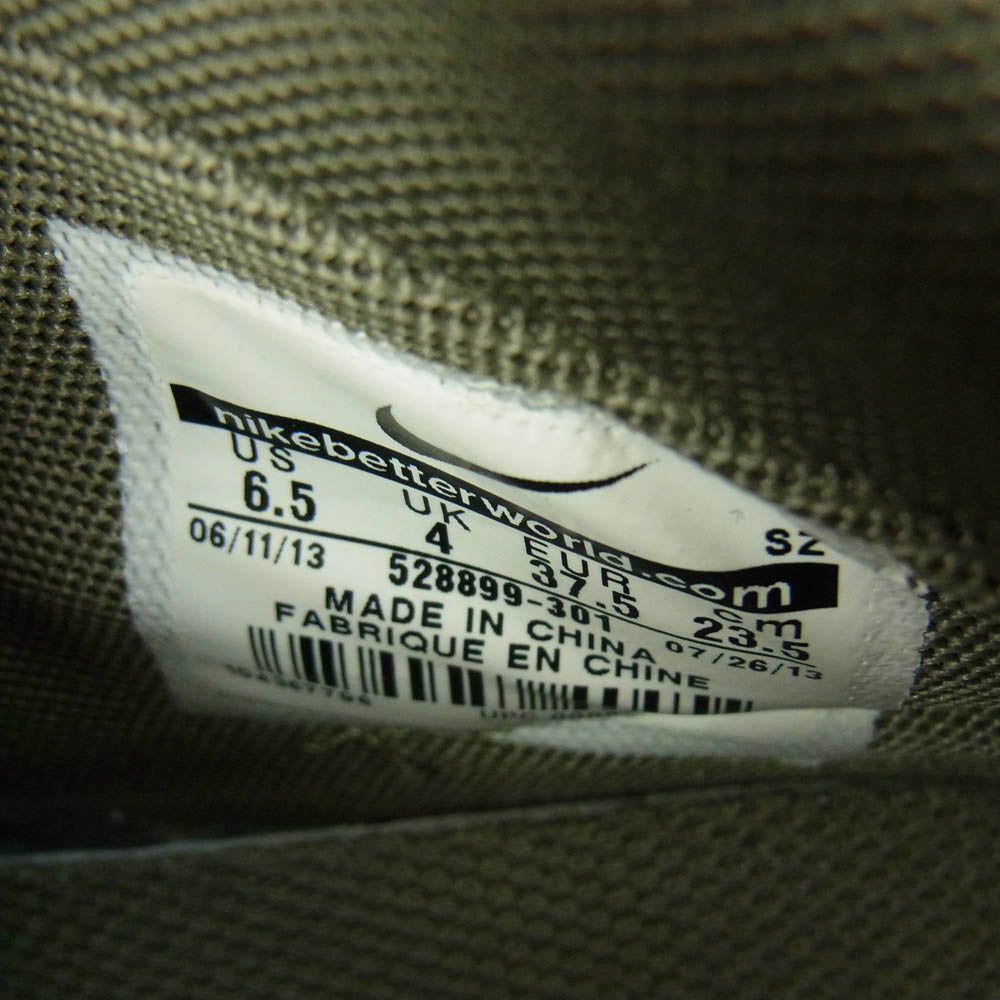 SZ
nikebetterworld.com
US UK EUR cm
6.5 4 37.5 23.5
06/11/13 528899-301 07/26/13
MADE IN CHINA
FABRIQUE EN CHINE
UPC